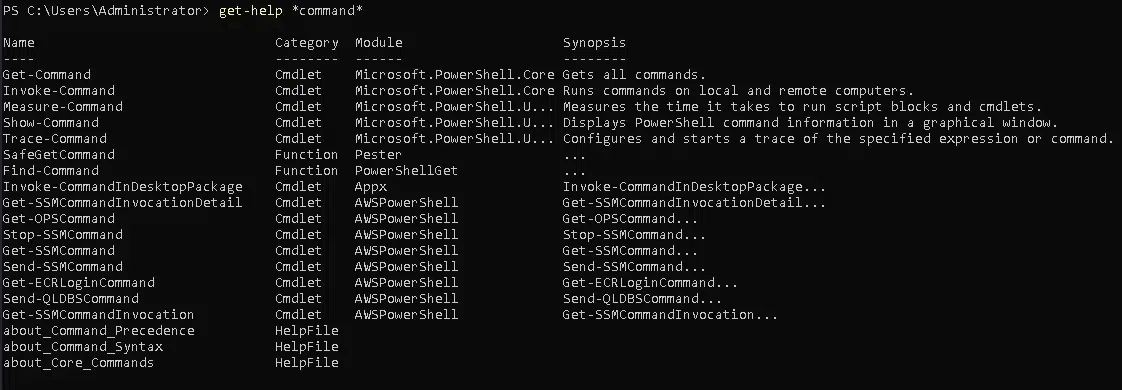 PS C:\Users\Administrator> get-help *command*
Name Category Module Synopsis
---- -------- ------ --------
Get-Command Cmdlet Microsoft.PowerShell.Core Gets all commands.
Invoke-Command Cmdlet Microsoft.PowerShell.Core Runs commands on local and remote computers.
Measure-Command Cmdlet Microsoft.PowerShell.U... Measures the time it takes to run script blocks and cmdlets.
Show-Command Cmdlet Microsoft.PowerShell.U... Displays PowerShell command information in a graphical window.
Trace-Command Cmdlet Microsoft.PowerShell.U... Configures and starts a trace of the specified expression or command.
SafeGetCommand Function Pester ...
Find-Command Function PowerShellGet ...
Invoke-CommandInDesktopPackage Cmdlet Appx Invoke-CommandInDesktopPackage...
Get-SSMCommandInvocationDetail Cmdlet AWSPowerShell Get-SSMCommandInvocationDetail...
Get-OPSCommand Cmdlet AWSPowerShell Get-OPSCommand...
Stop-SSMCommand Cmdlet AWSPowerShell Stop-SSMCommand...
Get-SSMCommand Cmdlet AWSPowerShell Get-SSMCommand...
Send-SSMCommand Cmdlet AWSPowerShell Send-SSMCommand...
Get-ECRLoginCommand Cmdlet AWSPowerShell Get-ECRLoginCommand...
Send-QLDBSCommand Cmdlet AWSPowerShell Send-QLDBSCommand...
Get-SSMCommandInvocation Cmdlet AWSPowerShell Get-SSMCommandInvocation...
about_Command_Precedence HelpFile
about_Command_Syntax HelpFile
about_Core_Commands HelpFile